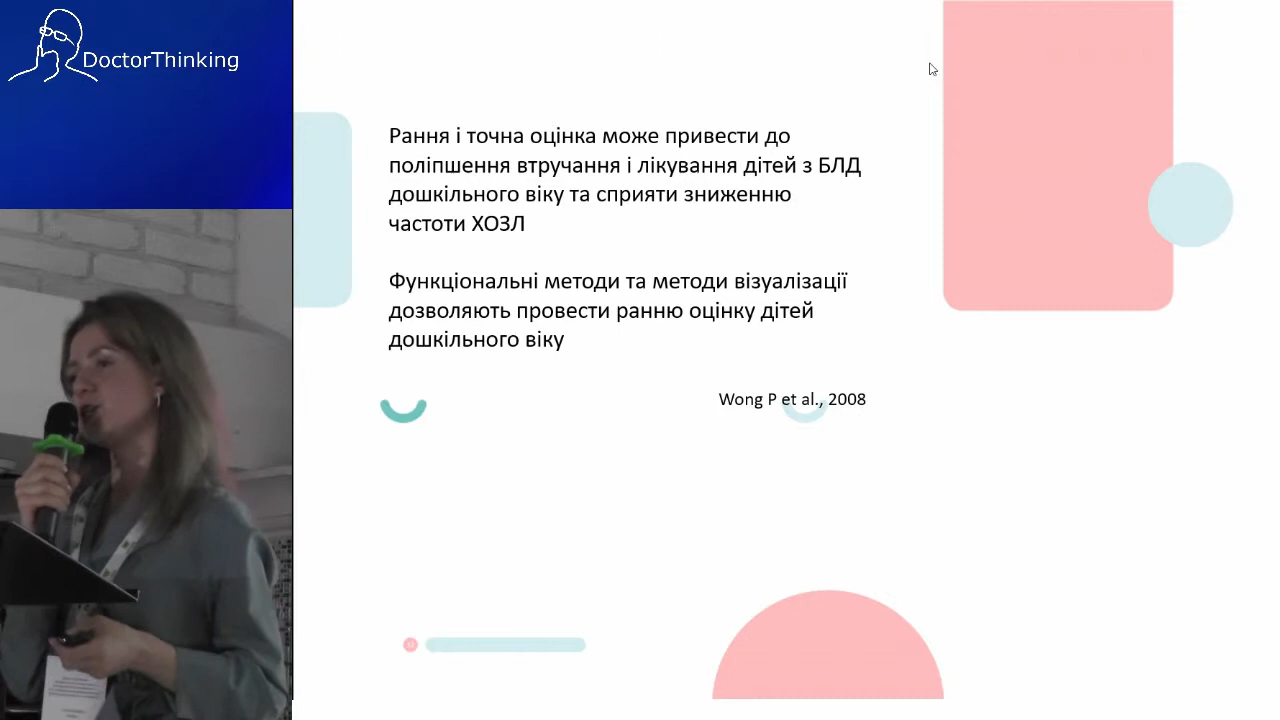 DoctorThinking
Рання і точна оцінка може привести до
поліпшення втручання і лікування дітей з БЛД
дошкільного віку та сприяти зниженню
частоти ХОЗЛ
Функціональні методи та методи візуалізації
дозволяють провести ранню оцінку дітей
дошкільного віку
Wong P et al., 2008